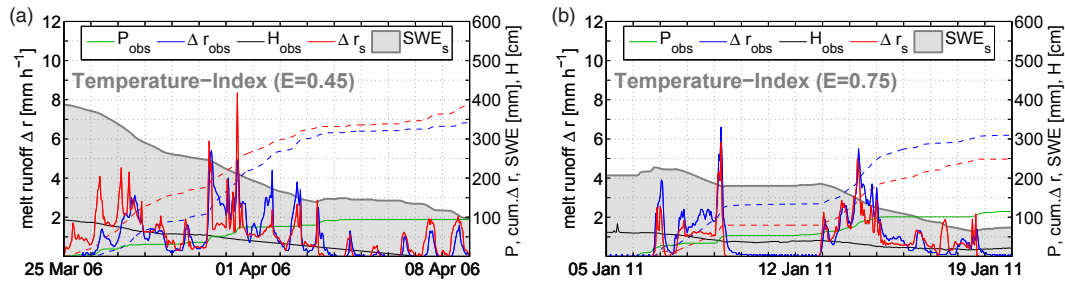 (a)
12
10
8
6
4
2
melt runoff Δ r [mm h⁻¹]
P_obs Δ r_obs H_obs Δ r_s SWE_s
Temperature−Index (E=0.45)
600
500
400
300
200
100
P, cum.Δ r, SWE [mm], H [cm]
25 Mar 06 01 Apr 06 08 Apr 06
(b)
12
10
8
6
4
2
melt runoff Δ r [mm h⁻¹]
P_obs Δ r_obs H_obs Δ r_s SWE_s
Temperature−Index (E=0.75)
600
500
400
300
200
100
P, cum.Δ r, SWE [mm], H [cm]
05 Jan 11 12 Jan 11 19 Jan 11